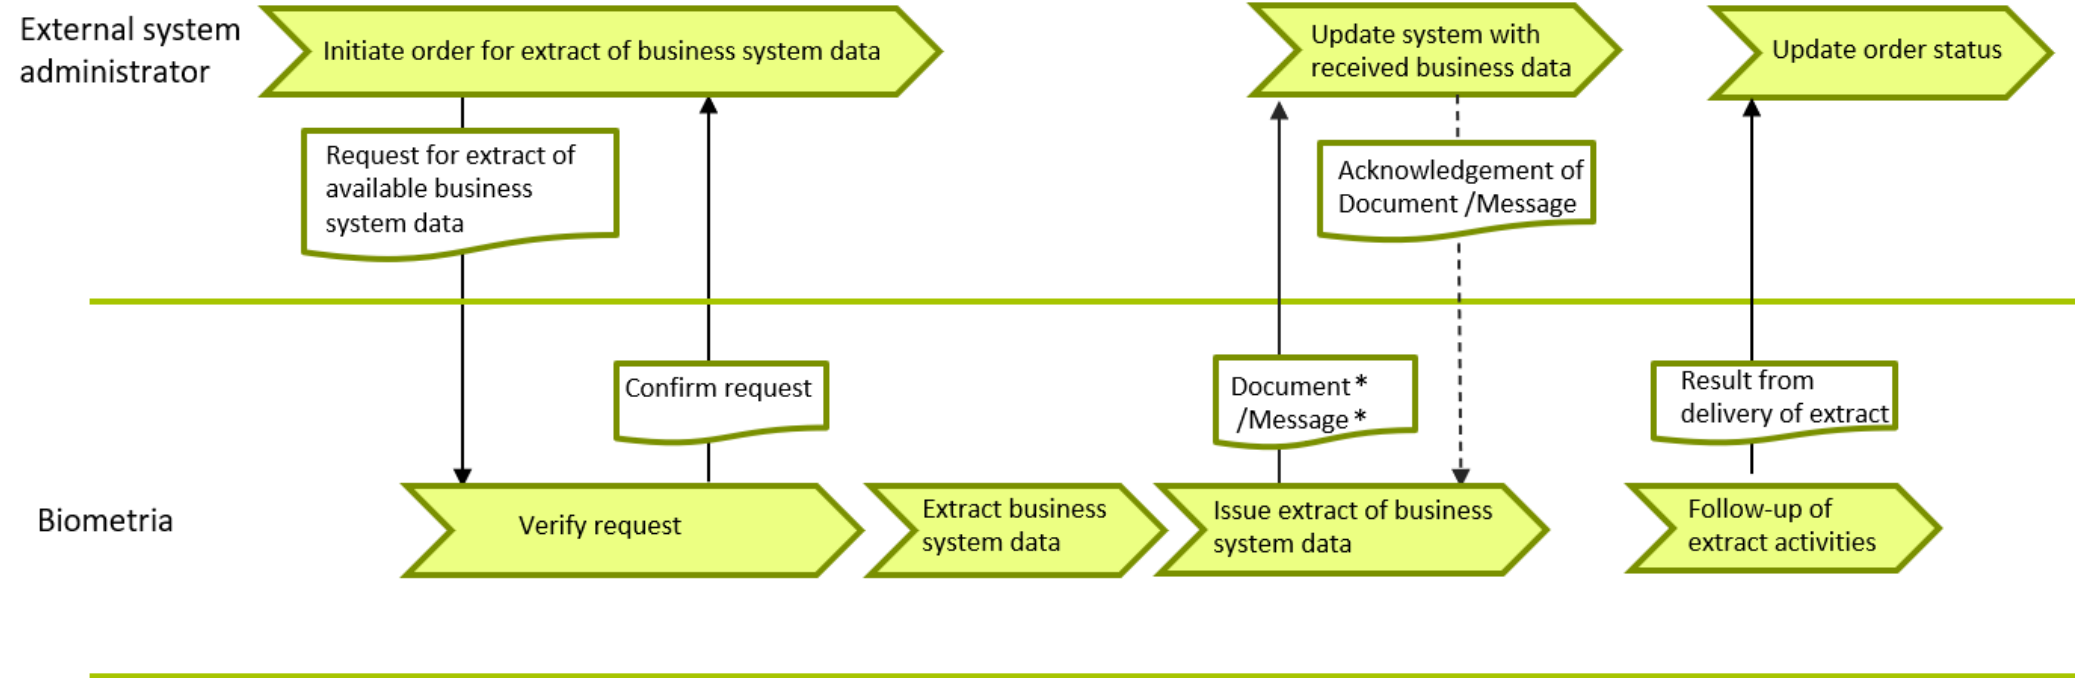 External system
administrator
Initiate order for extract of business system data
Update system with
received business data
Update order status
Request for extract of
available business
system data
Acknowledgement of
Document /Message
Confirm request
Document *
/Message *
Result from
delivery of extract
Biometria
Verify request
Extract business
system data
Issue extract of business
system data
Follow-up of
extract activities